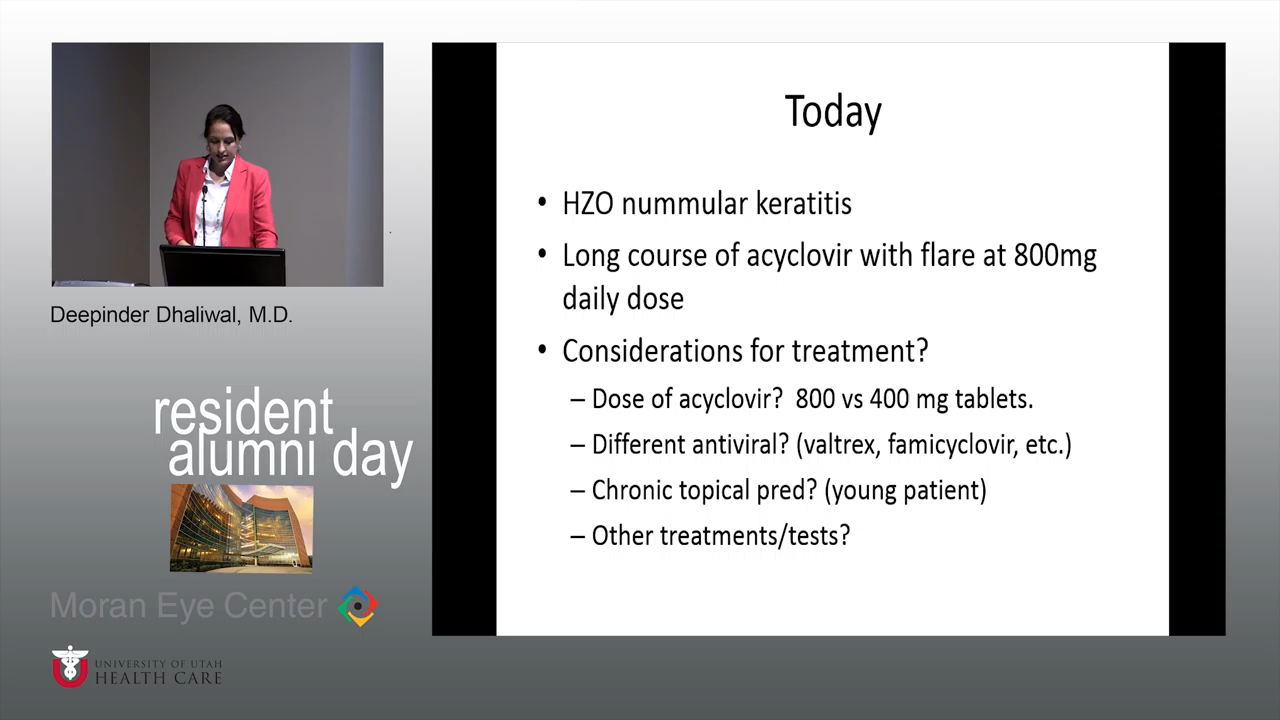 Today
• HZO nummular keratitis
• Long course of acyclovir with flare at 800mg
daily dose
• Considerations for treatment?
– Dose of acyclovir?  800 vs 400 mg tablets.
– Different antiviral? (valtrex, famicyclovir, etc.)
– Chronic topical pred? (young patient)
– Other treatments/tests?
Deepinder Dhaliwal, M.D.
resident
alumni day
Moran Eye Center
UNIVERSITY OF UTAH
HEALTH CARE